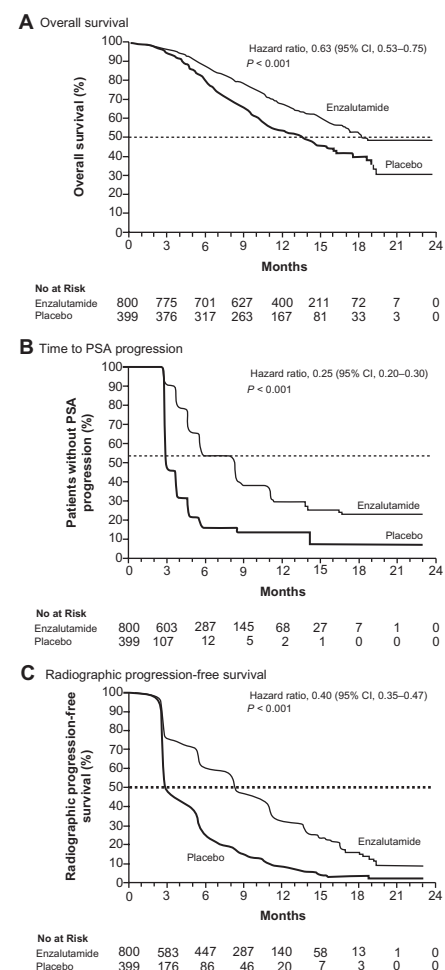 A Overall survival
Hazard ratio, 0.63 (95% CI, 0.53–0.75)
P < 0.001
Overall survival (%)
100
90
80
70
60
50
40
30
20
10
0
Enzalutamide
Placebo
0 3 6 9 12 15 18 21 24
Months
No at Risk
Enzalutamide 800 775 701 627 400 211 72 7 0
Placebo 399 376 317 263 167 81 33 3 0
B Time to PSA progression
Hazard ratio, 0.25 (95% CI, 0.20–0.30)
P < 0.001
Patients without PSA
progression (%)
100
90
80
70
60
50
40
30
20
10
0
Enzalutamide
Placebo
0 3 6 9 12 15 18 21 24
Months
No at Risk
Enzalutamide 800 603 287 145 68 27 7 1 0
Placebo 399 107 12 5 2 1 0 0 0
C Radiographic progression-free survival
Hazard ratio, 0.40 (95% CI, 0.35–0.47)
P < 0.001
Radiographic progression-free
survival (%)
100
90
80
70
60
50
40
30
20
10
0
Enzalutamide
Placebo
0 3 6 9 12 15 18 21 24
Months
No at Risk
Enzalutamide 800 583 447 287 140 58 13 1 0
Placebo 399 176 86 46 20 7 3 0 0